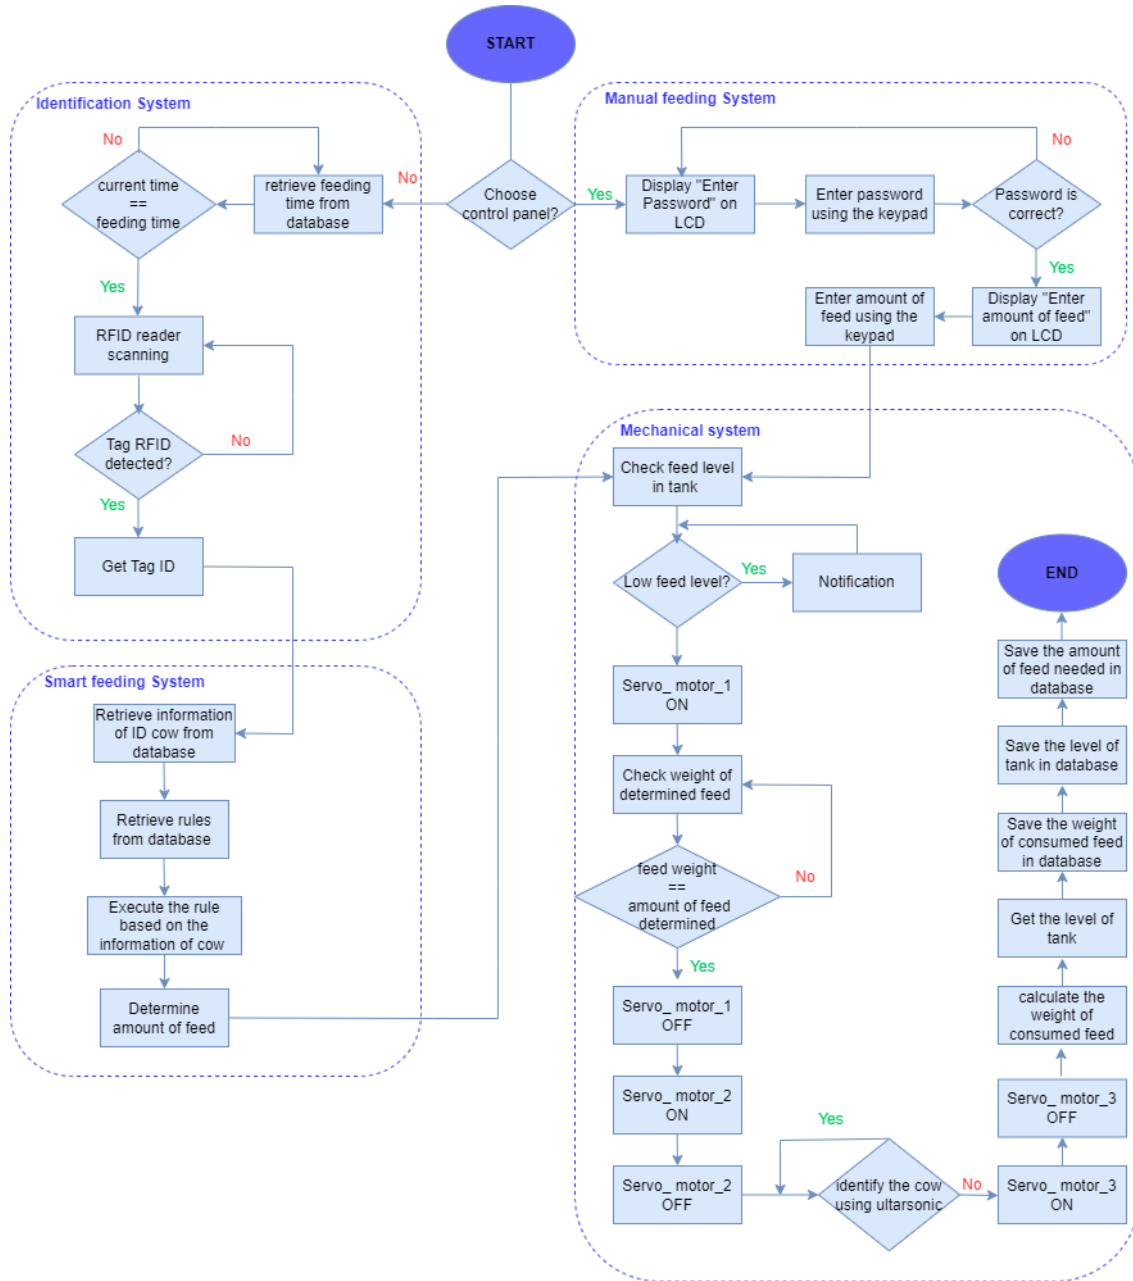 START
Identification System
No
current time
==
feeding time
retrieve feeding
time from
database
No
Choose
control panel?
Yes
Yes
RFID reader
scanning
Tag RFID
detected?
No
Yes
Get Tag ID
Manual feeding System
No
Display "Enter
Password" on
LCD
Enter password
using the keypad
Password is
correct?
Yes
Display "Enter
amount of feed"
on LCD
Enter amount of
feed using the
keypad
Smart feeding System
Retrieve information
of ID cow from
database
Retrieve rules
from database
Execute the rule
based on the
information of cow
Determine
amount of feed
Mechanical system
Check feed level
in tank
Low feed level?
Yes
Notification
Servo_ motor_1
ON
Check weight of
determined feed
feed weight
==
amount of feed
determined
No
Yes
Servo_ motor_1
OFF
Servo_ motor_2
ON
Servo_ motor_2
OFF
Yes
identify the cow
using ultarsonic
No
Servo_ motor_3
ON
Servo_ motor_3
OFF
calculate the
weight of
consumed feed
Get the level of
tank
Save the weight
of consumed feed
in database
Save the level of
tank in database
Save the amount
of feed needed in
database
END